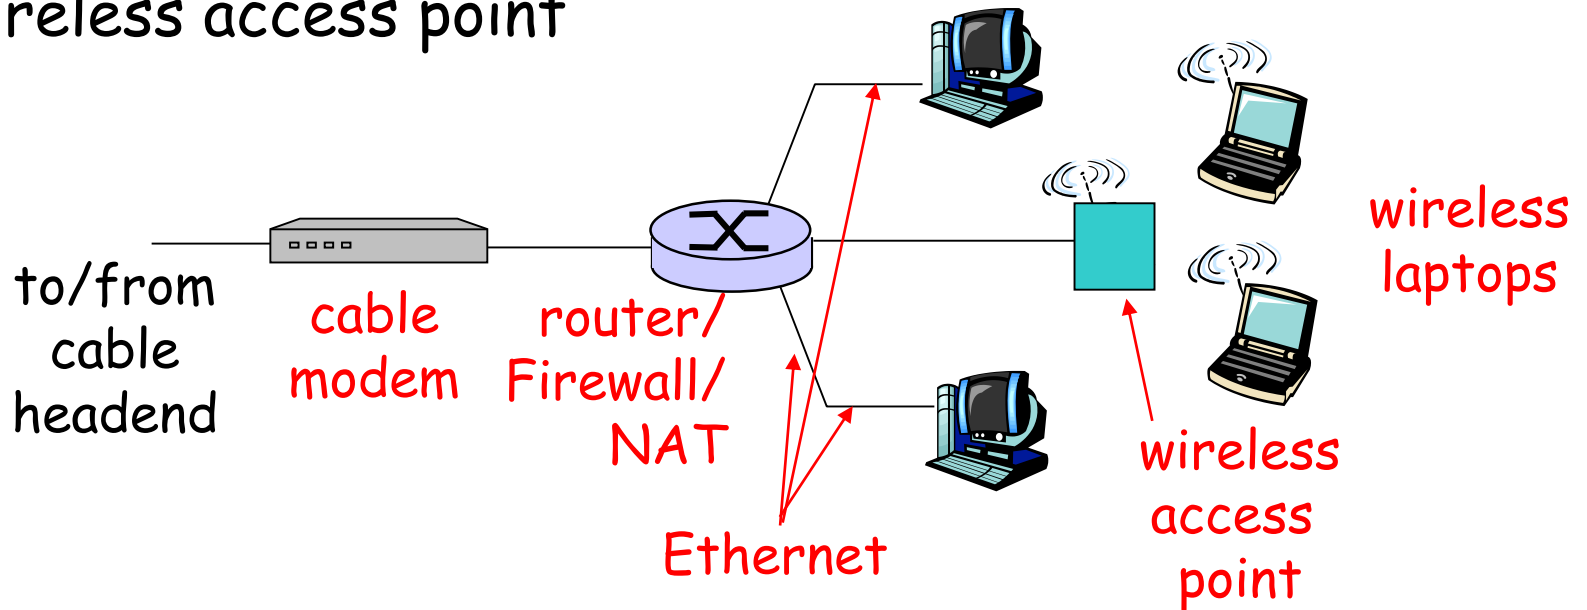 reless access point
to/from
cable
headend
cable
modem
router/
Firewall/
NAT
Ethernet
wireless
access
point
wireless
laptops